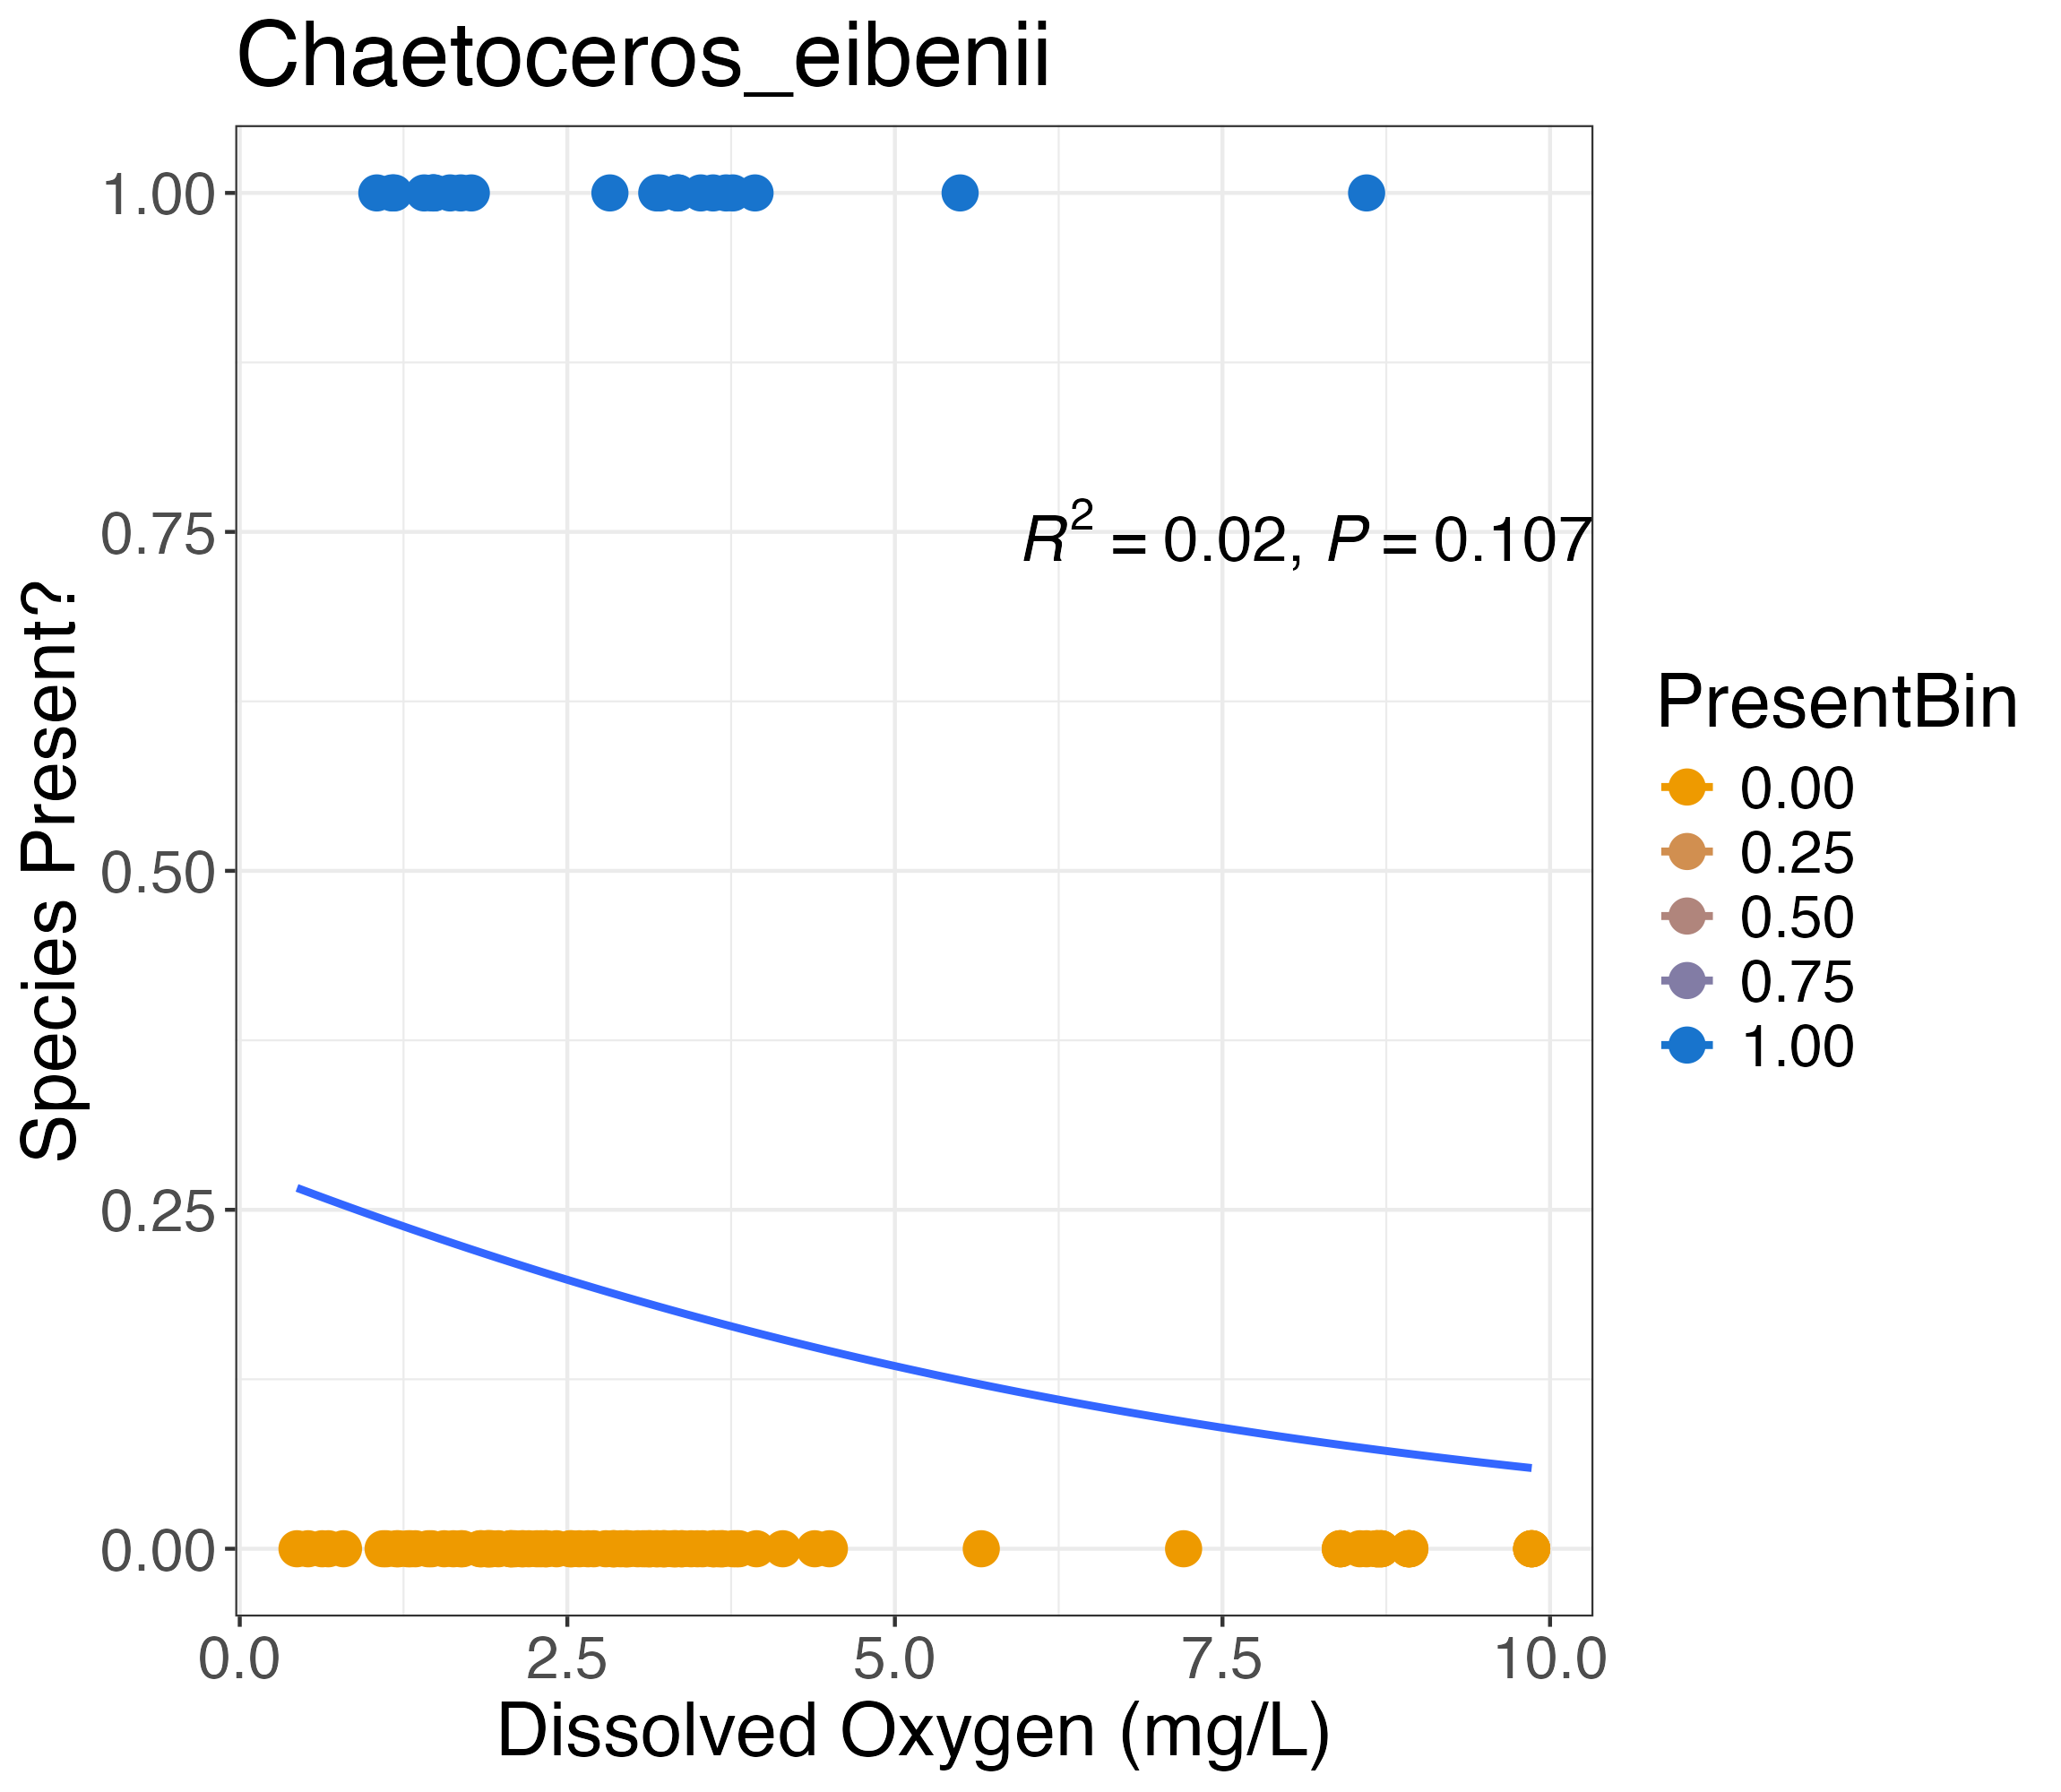 Chaetoceros_eibenii
1.00
0.75
0.50
0.25
0.00
Species Present?
R² = 0.02, P = 0.107
0.0 2.5 5.0 7.5 10.0
Dissolved Oxygen (mg/L)
PresentBin
0.00
0.25
0.50
0.75
1.00